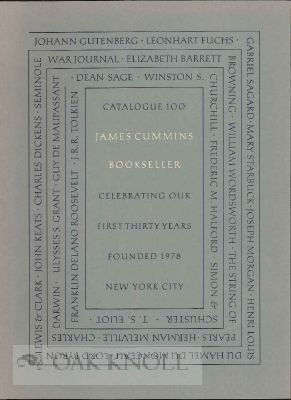 JOHANN GUTENBERG · LEONHART FUCHS ·
GABRIEL SAGARD · MARY STARBUCK · JOSEPH MORGAN · HENRI LOUIS
DU HAMEL DU MONCEAU · LORD BYRON
LEWIS & CLARK · JOHN KEATS · CHARLES DICKENS · SEMINOLE
WAR JOURNAL · ELIZABETH BARRETT
BROWNING · WILLIAM WORDSWORTH · THE STRING OF
PEARLS · HERMAN MELVILLE · CHARLES
DARWIN · ULYSSES S. GRANT · GUY DE MAUPASSANT
· DEAN SAGE · WINSTON S.
CHURCHILL · FREDERIC M. HALFORD · SIMON &
SCHUSTER · T. S. ELIOT ·
FRANKLIN DELANO ROOSEVELT · J.R.R. TOLKIEN
CATALOGUE 100
JAMES CUMMINS
BOOKSELLER
CELEBRATING OUR
FIRST THIRTY YEARS
FOUNDED 1978
NEW YORK CITY
OAK KNOLL